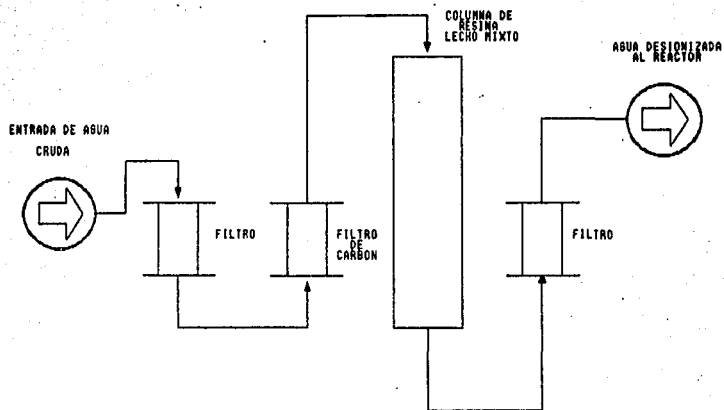 COLUMNA DE
RESINA
LECHO MIXTO
AGUA DESIONIZADA
AL REACTOR
ENTRADA DE AGUA
CRUDA
FILTRO
FILTRO
DE
CARBON
FILTRO